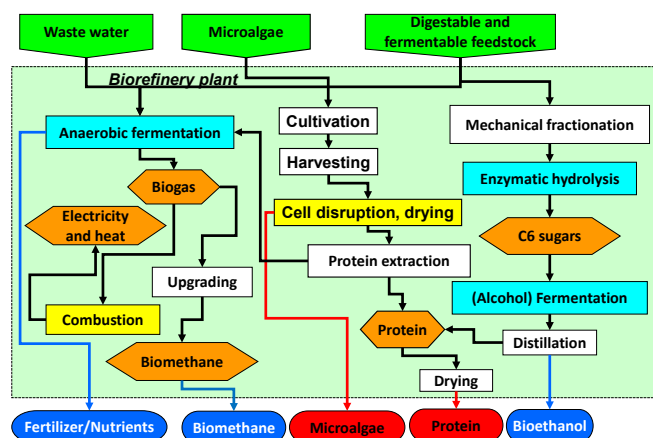 Waste water
Microalgae
Digestable and
fermentable feedstock
Biorefinery plant
Anaerobic fermentation
Cultivation
Mechanical fractionation
Harvesting
Biogas
Enzymatic hydrolysis
Electricity
and heat
Cell disruption, drying
C6 sugars
Upgrading
Protein extraction
Combustion
(Alcohol) Fermentation
Protein
Distillation
Biomethane
Drying
Fertilizer/Nutrients
Biomethane
Microalgae
Protein
Bioethanol